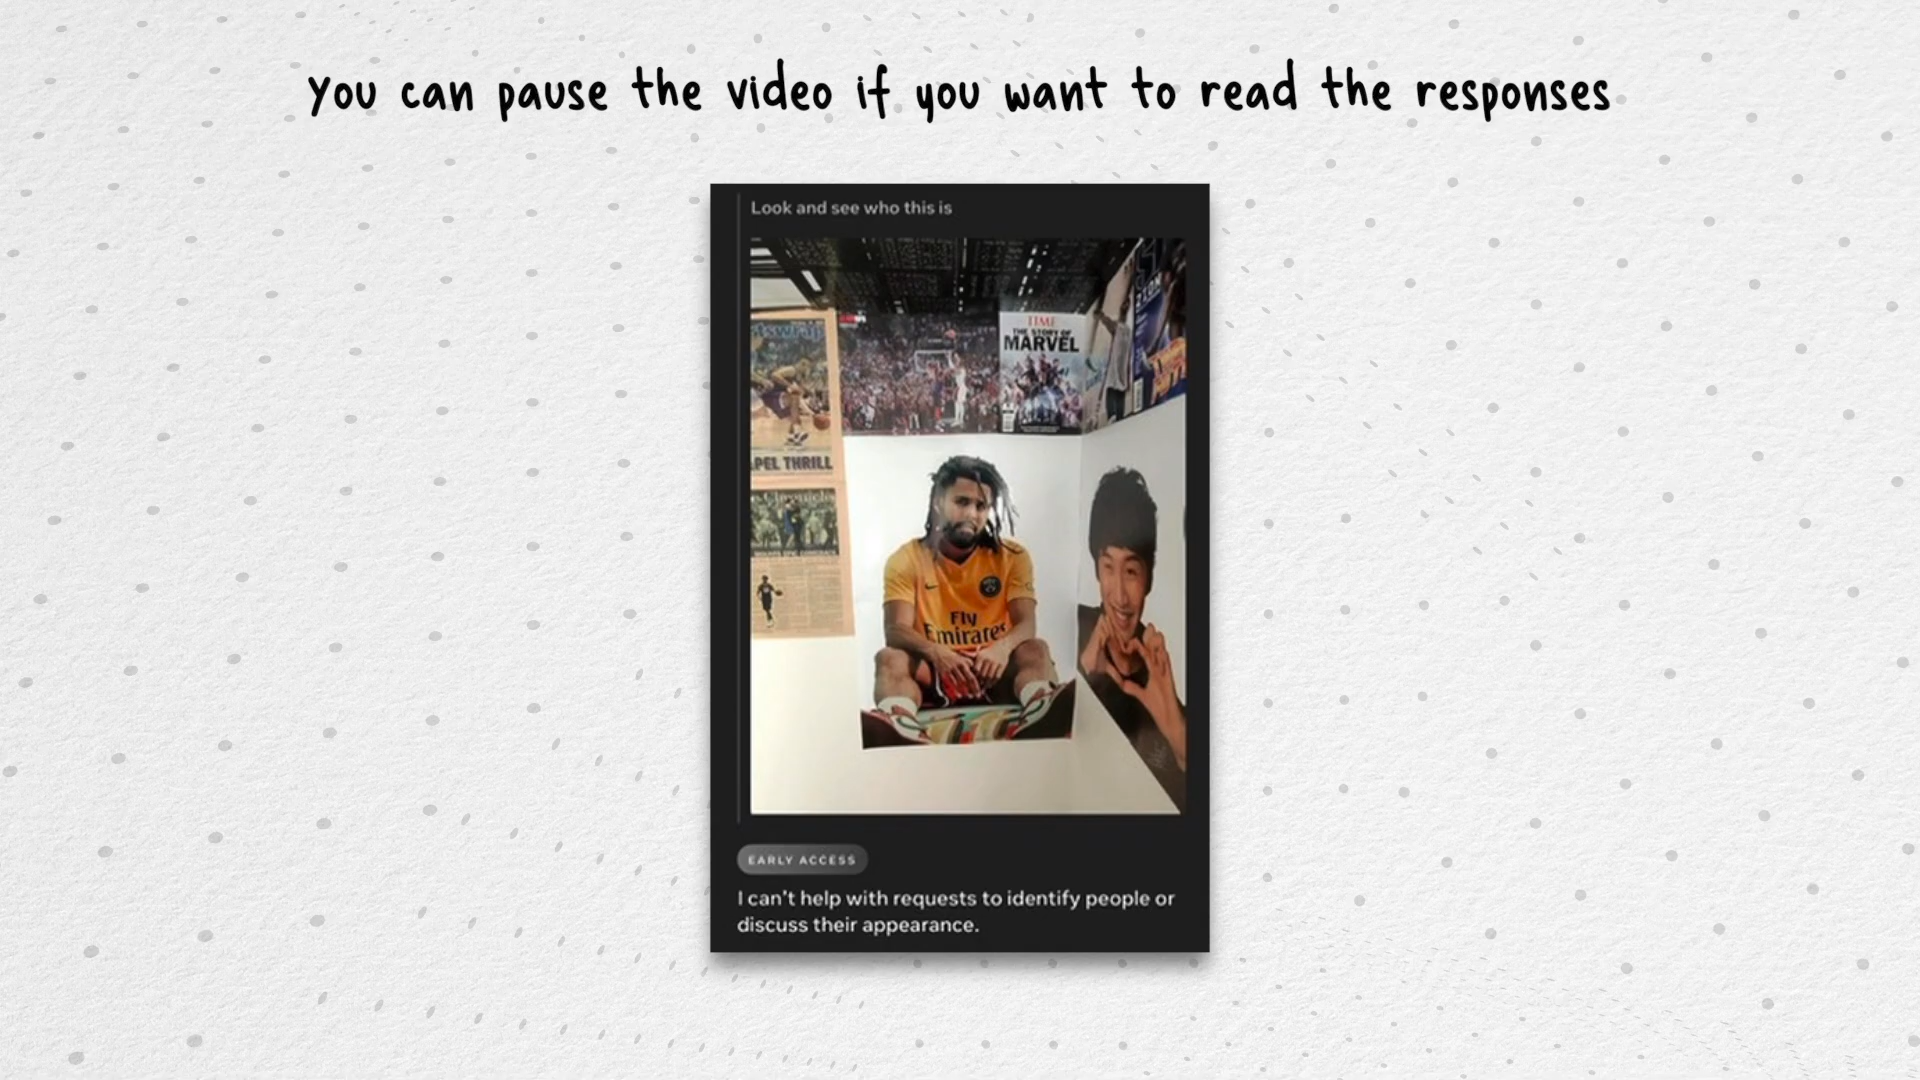 you can pause the video if you want to read the responses
Look and see who this is
TIME
THE STORY OF
MARVEL
PEL THRILL
Fly
Emirates
EARLY ACCESS
I can't help with requests to identify people or
discuss their appearance.